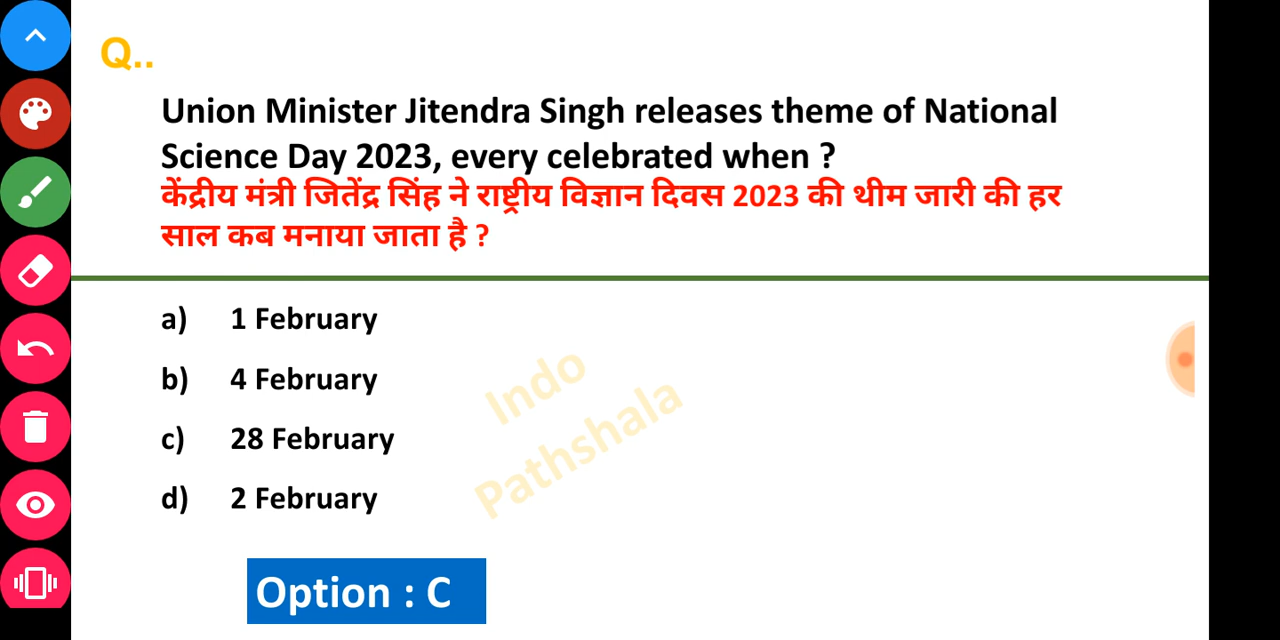 Q..
Union Minister Jitendra Singh releases theme of National
Science Day 2023, every celebrated when ?
केंद्रीय मंत्री जितेंद्र सिंह ने राष्ट्रीय विज्ञान दिवस 2023 की थीम जारी की हर
साल कब मनाया जाता है ?
a) 1 February
b) 4 February
c) 28 February
d) 2 February
Indo
Pathshala
Option : C